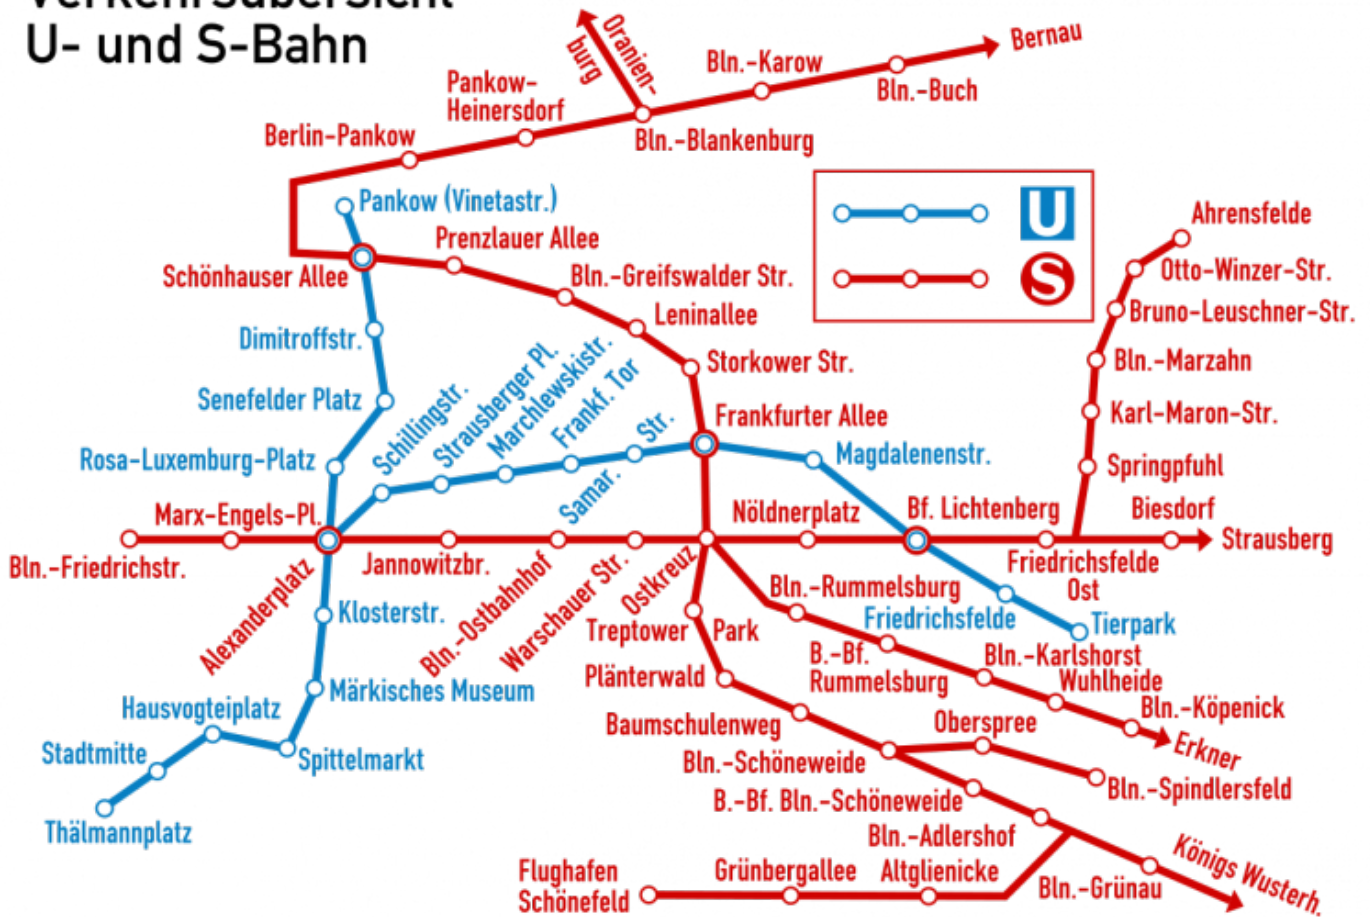 Verkehrsübersicht
U- und S-Bahn
Oranien-
burg
Bernau
Bln.-Karow
Bln.-Buch
Pankow-
Heinersdorf
Berlin-Pankow
Bln.-Blankenburg
Pankow (Vinetastr.)
U
S
Ahrensfelde
Prenzlauer Allee
Schönhauser Allee
Bln.-Greifswalder Str.
Otto-Winzer-Str.
Leninallee
Bruno-Leuschner-Str.
Dimitroffstr.
Storkower Str.
Bln.-Marzahn
Senefelder Platz
Schillingstr.
Strausberger Pl.
Marchlewskistr.
Frankf. Tor
Samar. Str.
Frankfurter Allee
Karl-Maron-Str.
Rosa-Luxemburg-Platz
Magdalenenstr.
Springpfuhl
Marx-Engels-Pl.
Nöldnerplatz
Bf. Lichtenberg
Biesdorf
Strausberg
Bln.-Friedrichstr.
Alexanderplatz
Jannowitzbr.
Bln.-Ostbahnhof
Warschauer Str.
Ostkreuz
Friedrichsfelde
Ost
Bln.-Rummelsburg
Friedrichsfelde
Tierpark
Klosterstr.
Treptower Park
B.-Bf.
Rummelsburg
Bln.-Karlshorst
Wuhlheide
Plänterwald
Märkisches Museum
Bln.-Köpenick
Erkner
Hausvogteiplatz
Baumschulenweg
Oberspree
Stadtmitte
Spittelmarkt
Bln.-Schöneweide
Bln.-Spindlersfeld
B.-Bf. Bln.-Schöneweide
Thälmannplatz
Bln.-Adlershof
Königs Wusterh.
Flughafen
Schönefeld
Grünbergallee
Altglienicke
Bln.-Grünau